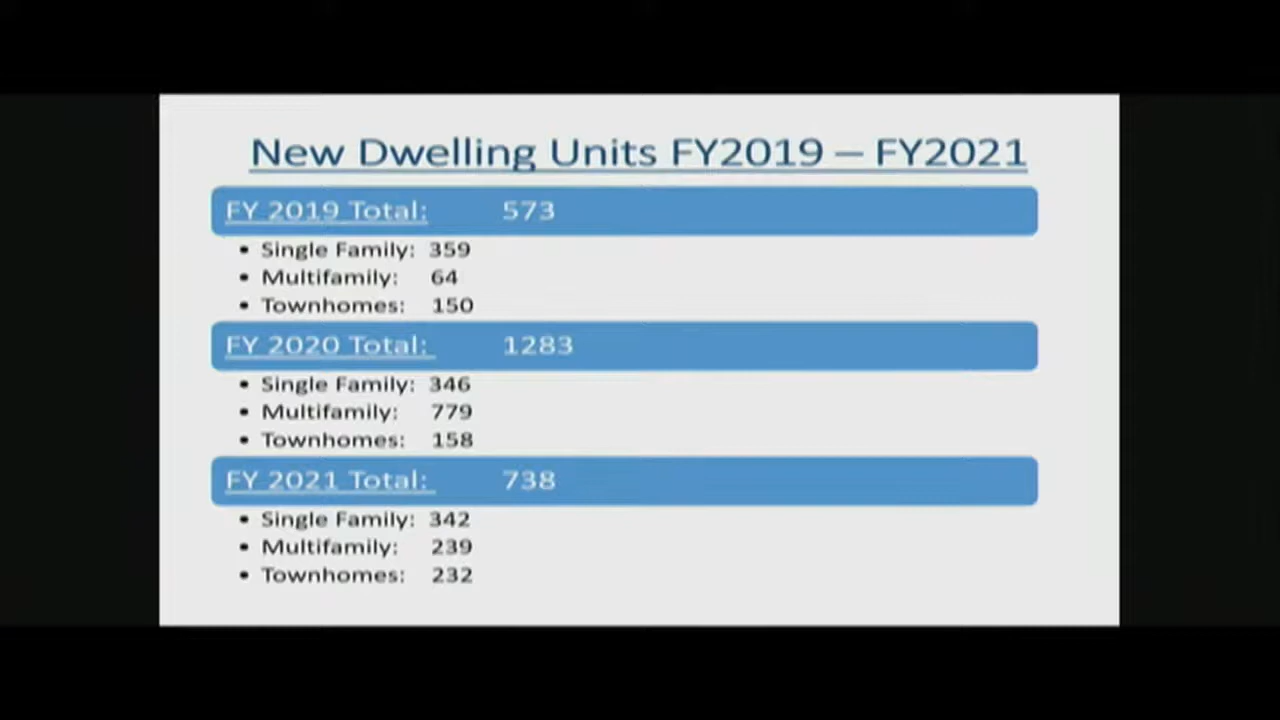 New Dwelling Units FY2019 – FY2021
FY 2019 Total: 573
• Single Family: 359
• Multifamily: 64
• Townhomes: 150
FY 2020 Total: 1283
• Single Family: 346
• Multifamily: 779
• Townhomes: 158
FY 2021 Total: 738
• Single Family: 342
• Multifamily: 239
• Townhomes: 232